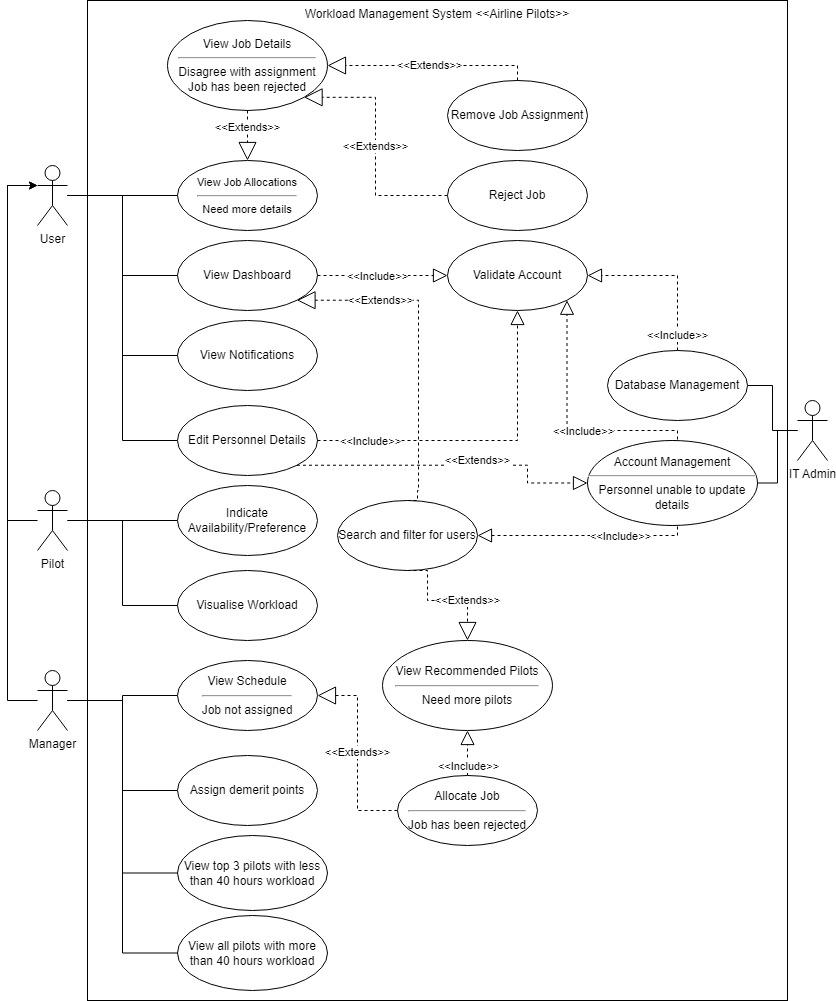 Workload Management System <<Airline Pilots>>
View Job Details
Disagree with assignment
Job has been rejected
<<Extends>>
Remove Job Assignment
<<Extends>>
<<Extends>>
View Job Allocations
Need more details
Reject Job
User
View Dashboard
<<Include>>
Validate Account
<<Extends>>
<<Include>>
View Notifications
Database Management
Edit Personnel Details
<<Include>>
<<Include>>
<<Extends>>
Account Management
Personnel unable to update
details
IT Admin
Indicate
Availability/Preference
Pilot
Search and filter for users
<<Include>>
Visualise Workload
<<Extends>>
View Recommended Pilots
Need more pilots
View Schedule
Job not assigned
Manager
<<Extends>>
<<Include>>
Assign demerit points
Allocate Job
Job has been rejected
View top 3 pilots with less
than 40 hours workload
View all pilots with more
than 40 hours workload